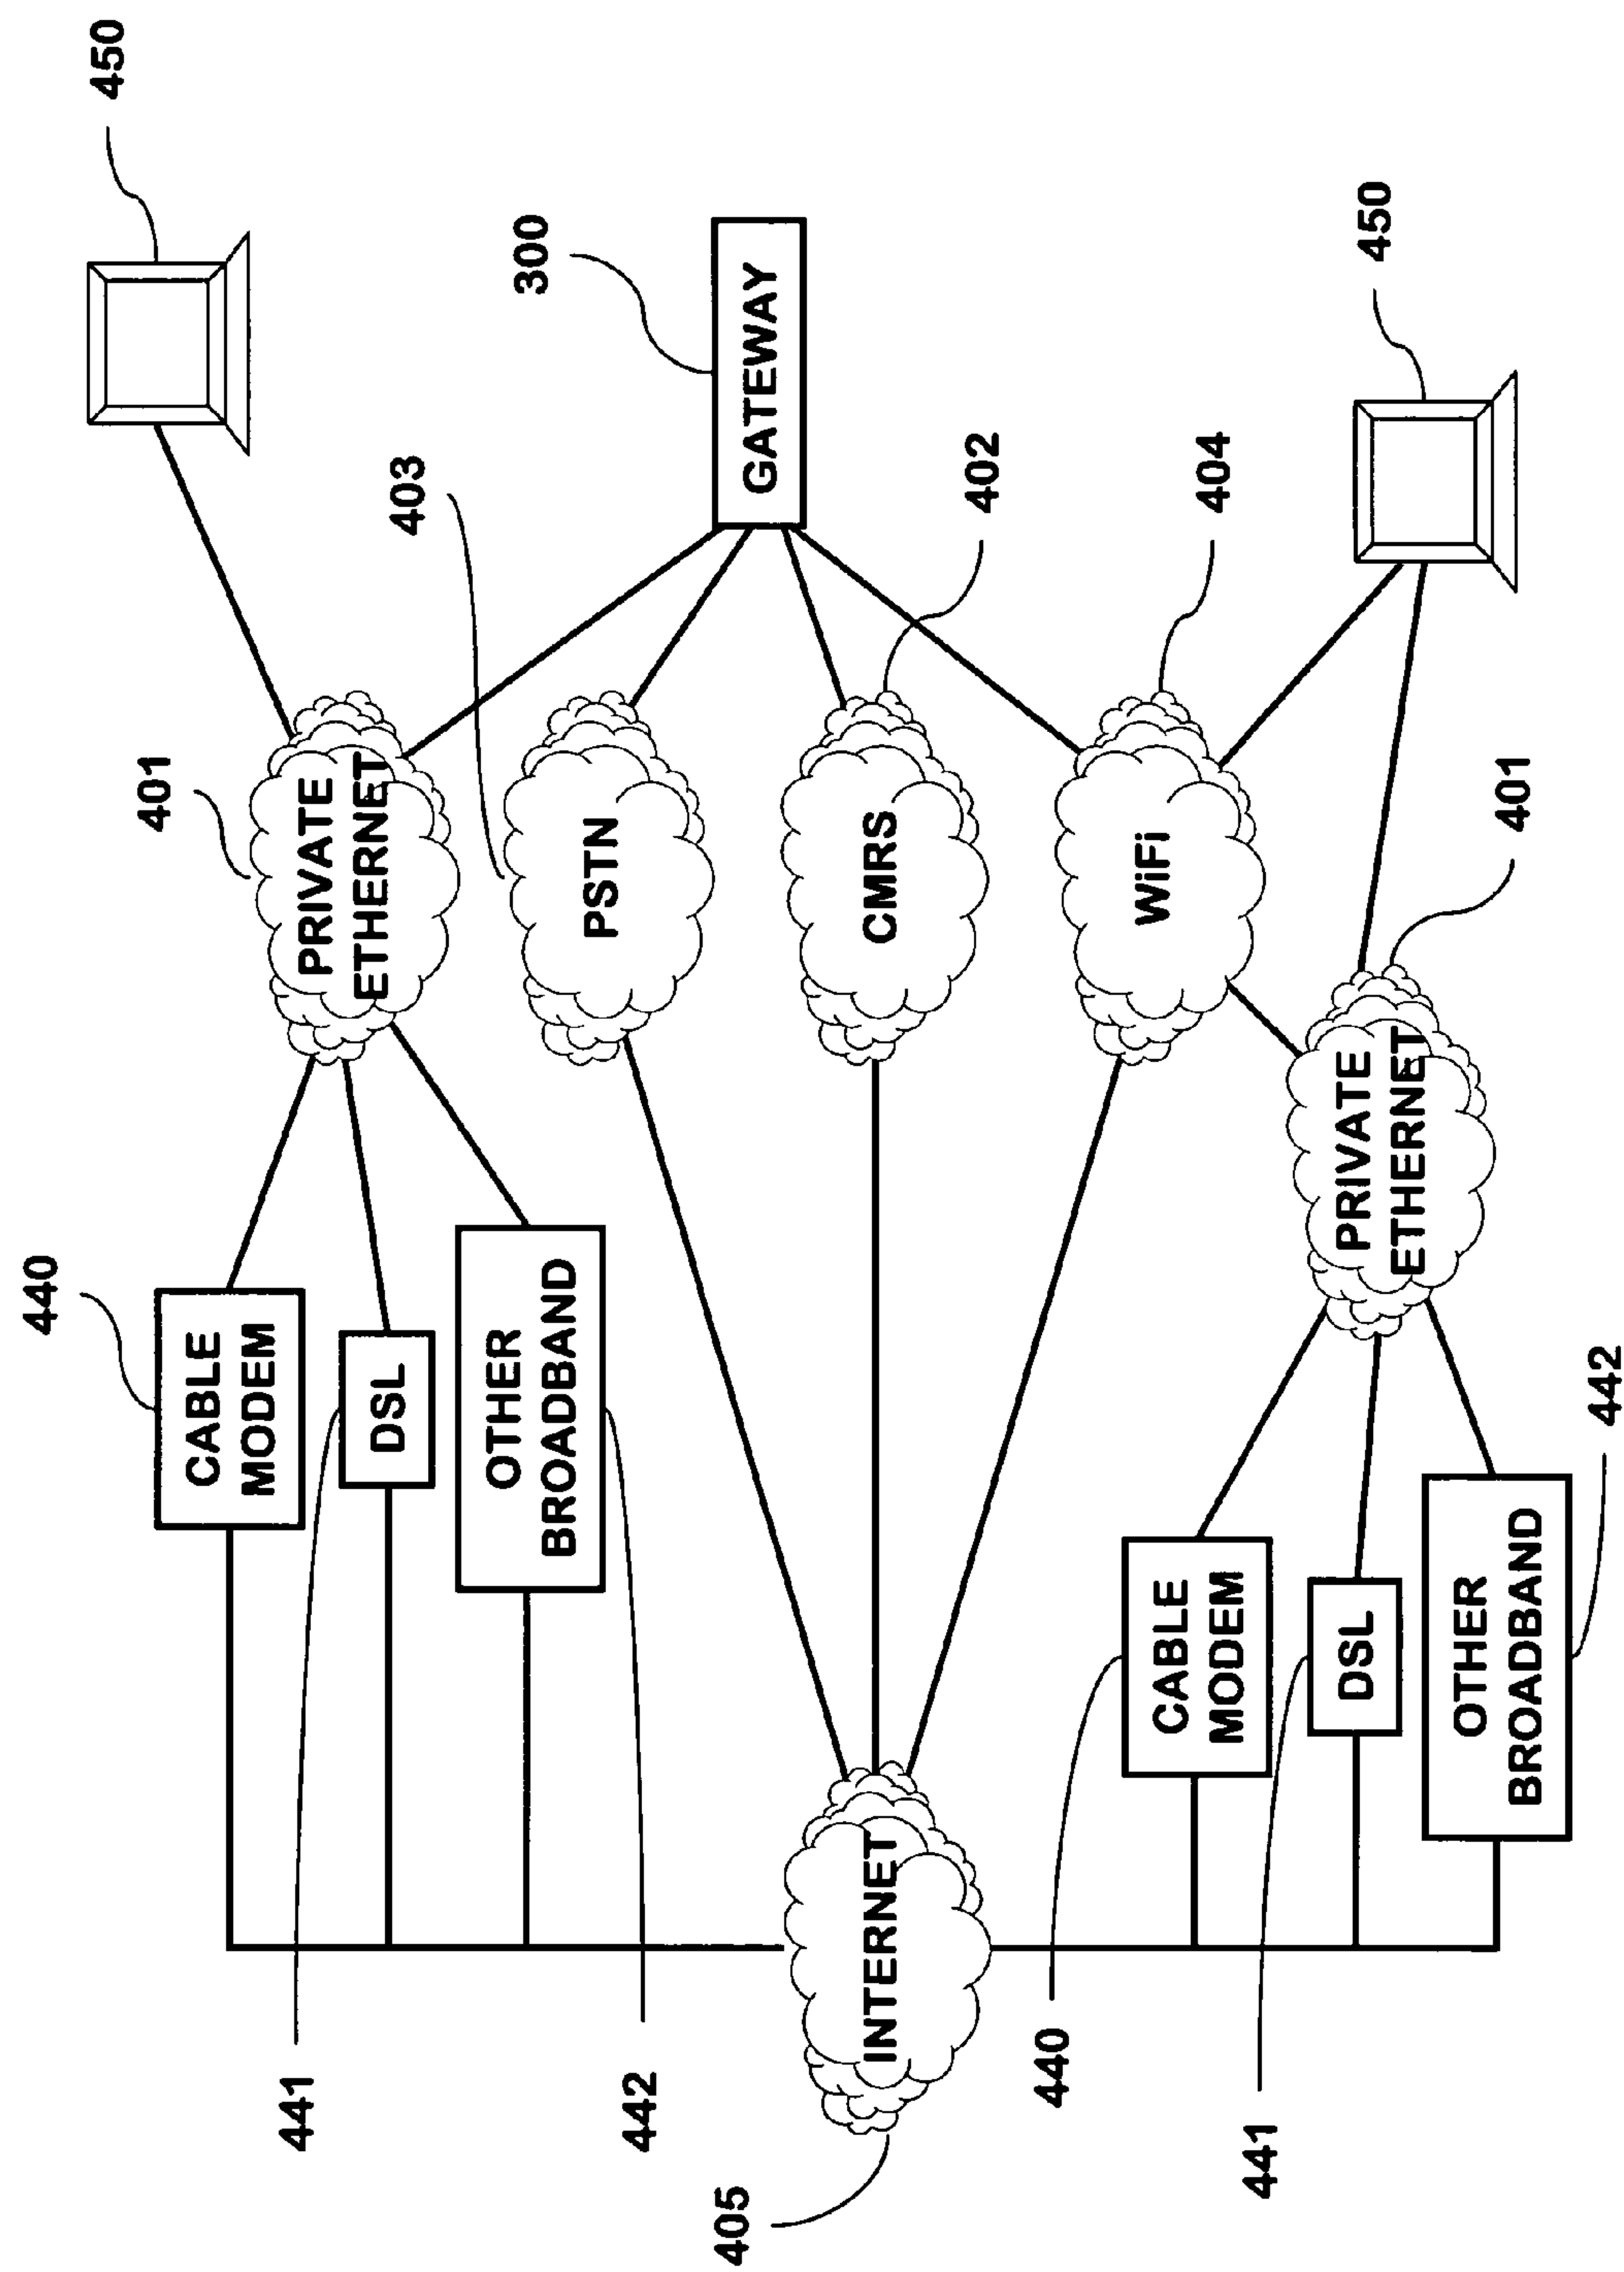 440
450
401
CABLE
MODEM
441
PRIVATE
ETHERNET
DSL
403
OTHER
BROADBAND
300
PSTN
442
405
GATEWAY
INTERNET
CMRS
402
440
CABLE
MODEM
WiFi
404
441
DSL
PRIVATE
ETHERNET
450
OTHER
BROADBAND
401
442